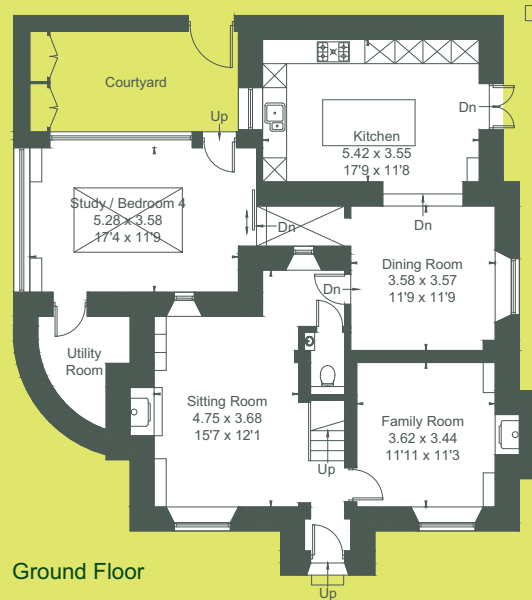 Courtyard
Up
Kitchen
5.42 x 3.55
17'9 x 11'8
Dn
Study / Bedroom 4
5.28 x 3.58
17'4 x 11'9
Dn
Dn
Dining Room
3.58 x 3.57
11'9 x 11'9
Dn
Utility
Room
Sitting Room
4.75 x 3.68
15'7 x 12'1
Family Room
3.62 x 3.44
11'11 x 11'3
Up
Ground Floor
Up